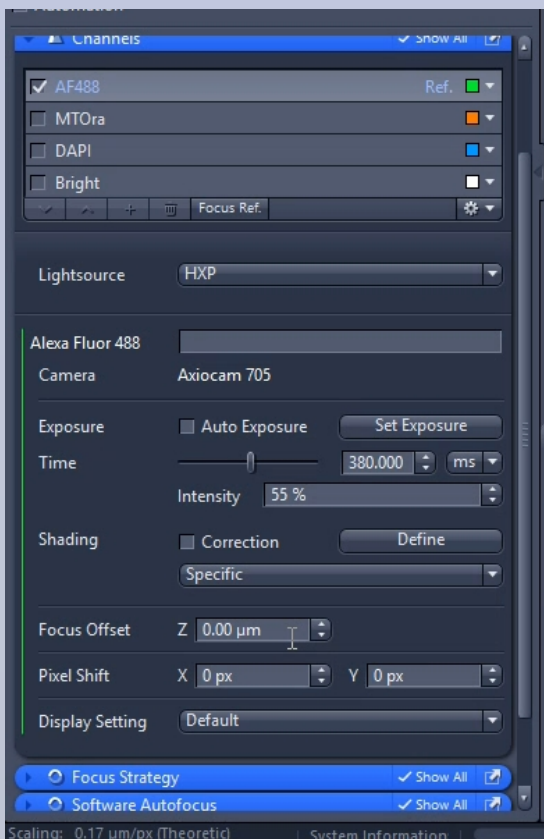 Automation
Channels Show All
AF488 Ref.
MTOra
DAPI
Bright
Focus Ref.
Lightsource HXP
Alexa Fluor 488
Camera Axiocam 705
Exposure Auto Exposure Set Exposure
Time 380.000 ms
Intensity 55 %
Shading Correction Define
Specific
Focus Offset Z 0.00 µm
Pixel Shift X 0 px Y 0 px
Display Setting Default
Focus Strategy Show All
Software Autofocus Show All
Scaling: 0.17 um/px (Theoretic) System Information: